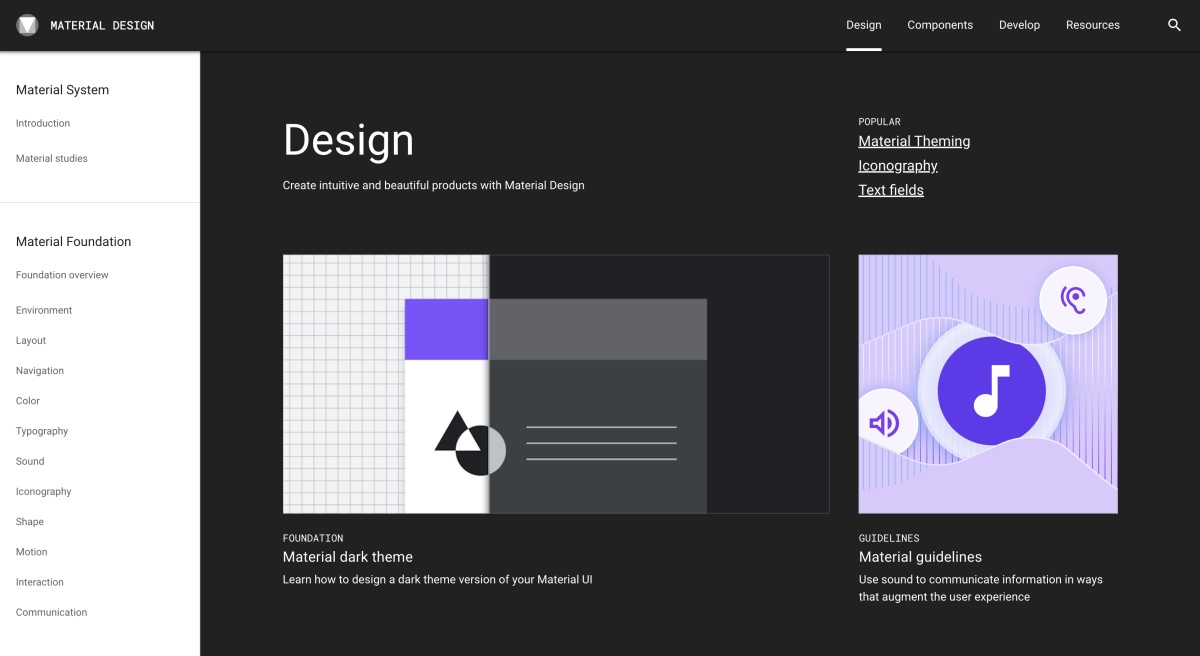 MATERIAL DESIGN
Design
Components
Develop
Resources
Material System
Introduction
Material studies
Material Foundation
Foundation overview
Environment
Layout
Navigation
Color
Typography
Sound
Iconography
Shape
Motion
Interaction
Communication
Design
Create intuitive and beautiful products with Material Design
POPULAR
Material Theming
Iconography
Text fields
FOUNDATION
Material dark theme
Learn how to design a dark theme version of your Material UI
GUIDELINES
Material guidelines
Use sound to communicate information in ways
that augment the user experience